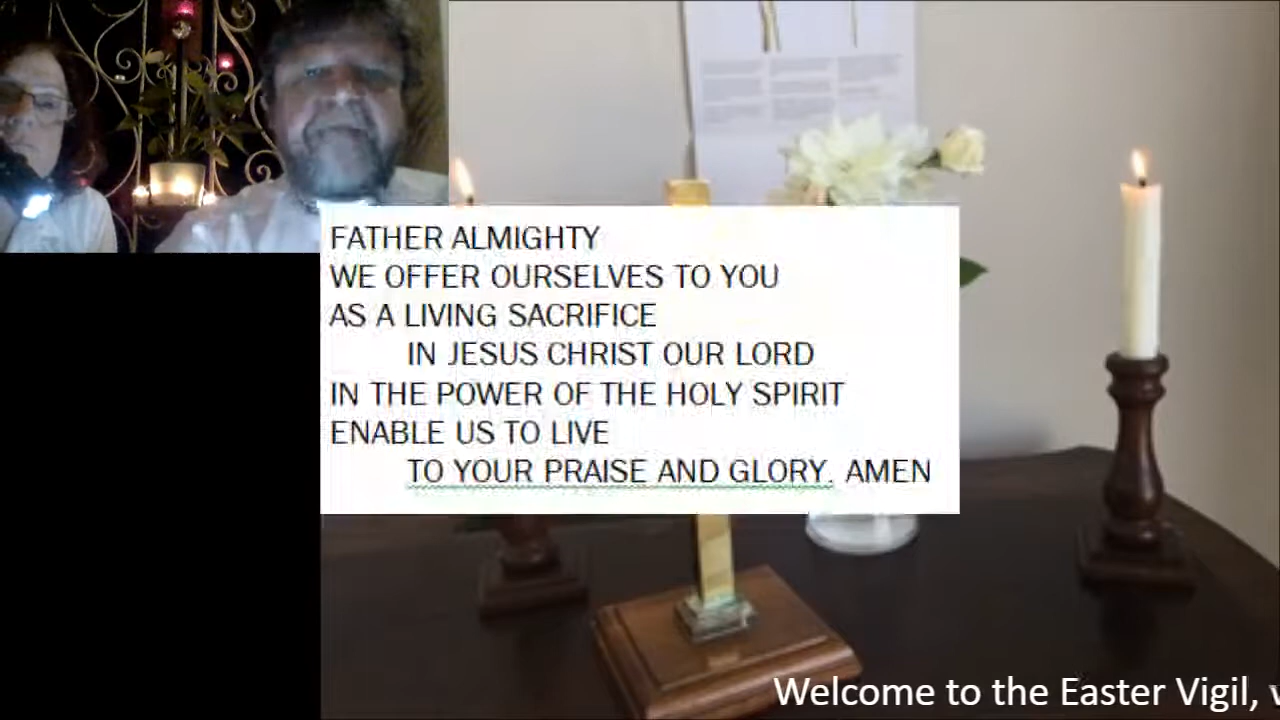 FATHER ALMIGHTY
WE OFFER OURSELVES TO YOU
AS A LIVING SACRIFICE
IN JESUS CHRIST OUR LORD
IN THE POWER OF THE HOLY SPIRIT
ENABLE US TO LIVE
TO YOUR PRAISE AND GLORY. AMEN
Welcome to the Easter Vigil,